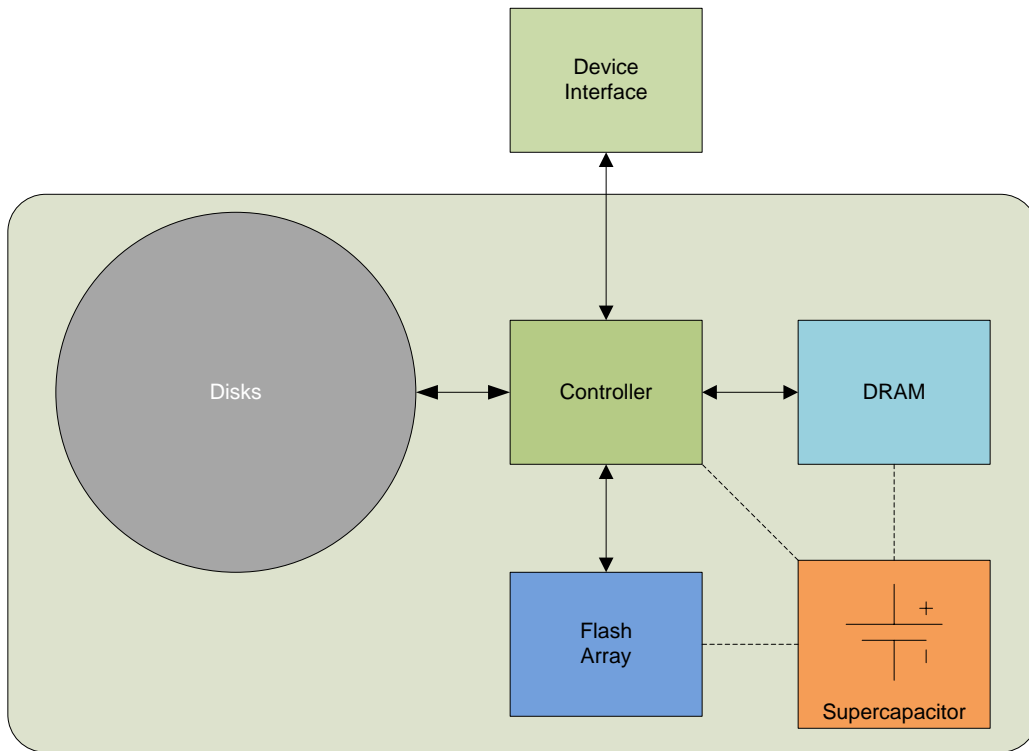 Device
Interface
Disks
Controller
DRAM
Flash
Array
+
–
Supercapacitor